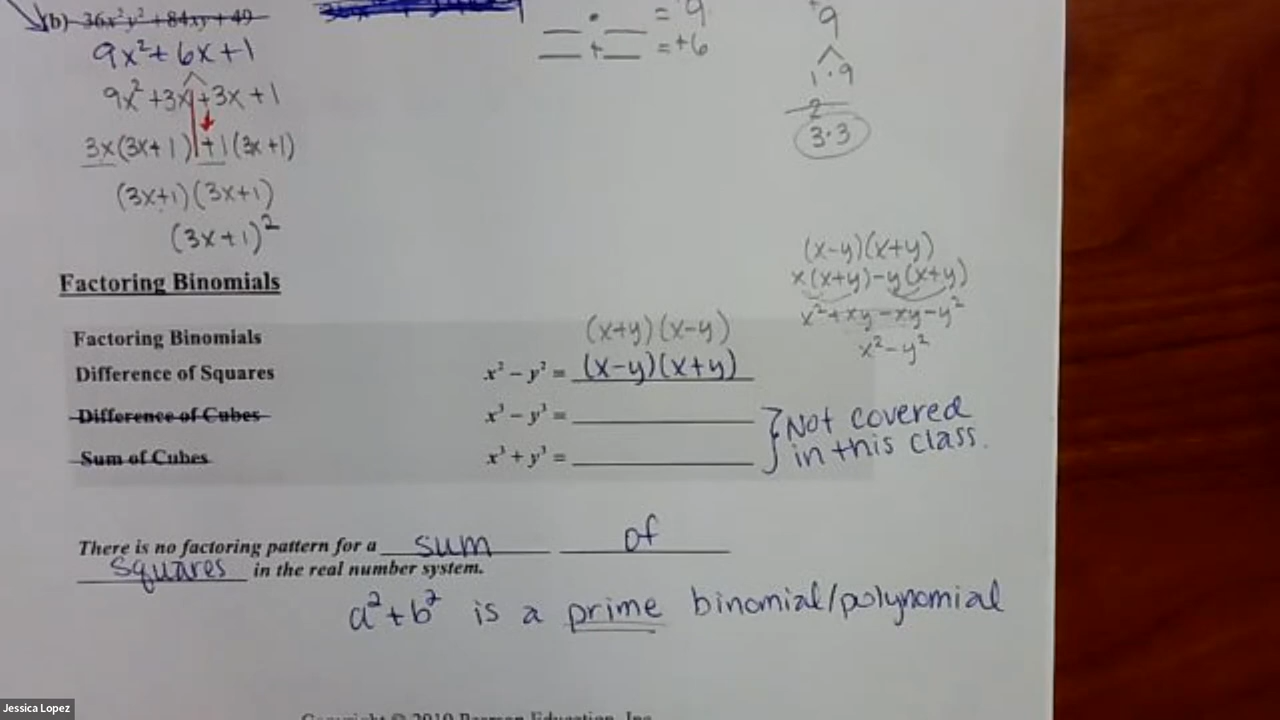 b) 36x²y² + 84xy + 49
9x² + 6x + 1
9x² + 3x + 3x + 1
3x(3x+1) + 1(3x+1)
(3x+1)(3x+1)
(3x+1)²
__ · __ = 9
__ + __ = +6
9
1·9
2
3·3
(x-y)(x+y)
x(x+y)-y(x+y)
x²+xy-xy-y²
x²-y²
Factoring Binomials
Factoring Binomials
(x+y)(x-y)
Difference of Squares x² - y² = (x-y)(x+y)
Difference of Cubes x³ - y³ = ____
Sum of Cubes x³ + y³ = ____
Not covered
in this class.
There is no factoring pattern for a sum of
squares in the real number system.
a²+b² is a prime binomial/polynomial
Copyright © 2010 Pearson Education, Inc.
Jessica Lopez